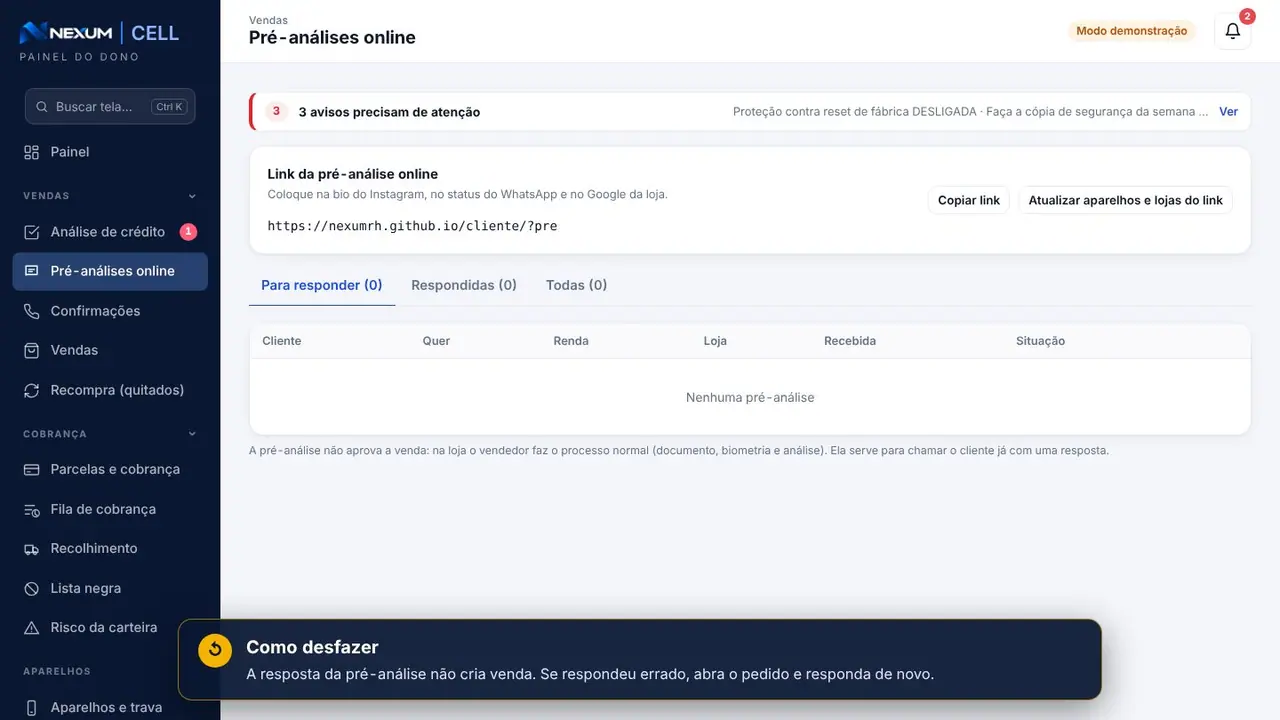 NEXUM | CELL
PAINEL DO DONO
Buscar tela... Ctrl K
Painel
VENDAS
Análise de crédito 1
Pré-análises online
Confirmações
Vendas
Recompra (quitados)
COBRANÇA
Parcelas e cobrança
Fila de cobrança
Recolhimento
Lista negra
Risco da carteira
APARELHOS
Aparelhos e trava
Vendas
Pré-análises online
Modo demonstração
2
3 3 avisos precisam de atenção Proteção contra reset de fábrica DESLIGADA · Faça a cópia de segurança da semana ... Ver
Link da pré-análise online
Coloque na bio do Instagram, no status do WhatsApp e no Google da loja.
https://nexumrh.github.io/cliente/?pre
Copiar link Atualizar aparelhos e lojas do link
Para responder (0) Respondidas (0) Todas (0)
Cliente Quer Renda Loja Recebida Situação
Nenhuma pré-análise
A pré-análise não aprova a venda: na loja o vendedor faz o processo normal (documento, biometria e análise). Ela serve para chamar o cliente já com uma resposta.
Como desfazer
A resposta da pré-análise não cria venda. Se respondeu errado, abra o pedido e responda de novo.